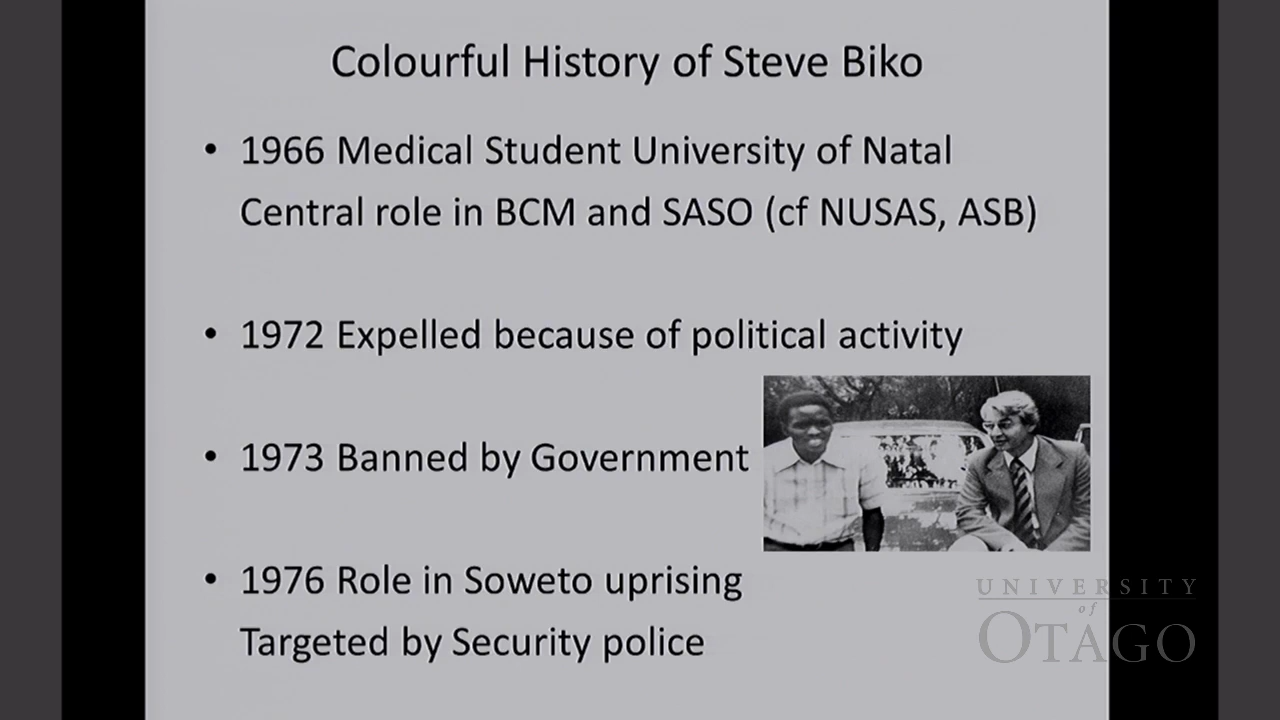 Colourful History of Steve Biko
• 1966 Medical Student University of Natal
Central role in BCM and SASO (cf NUSAS, ASB)
• 1972 Expelled because of political activity
• 1973 Banned by Government
• 1976 Role in Soweto uprising
Targeted by Security police
UNIVERSITY
of
OTAGO